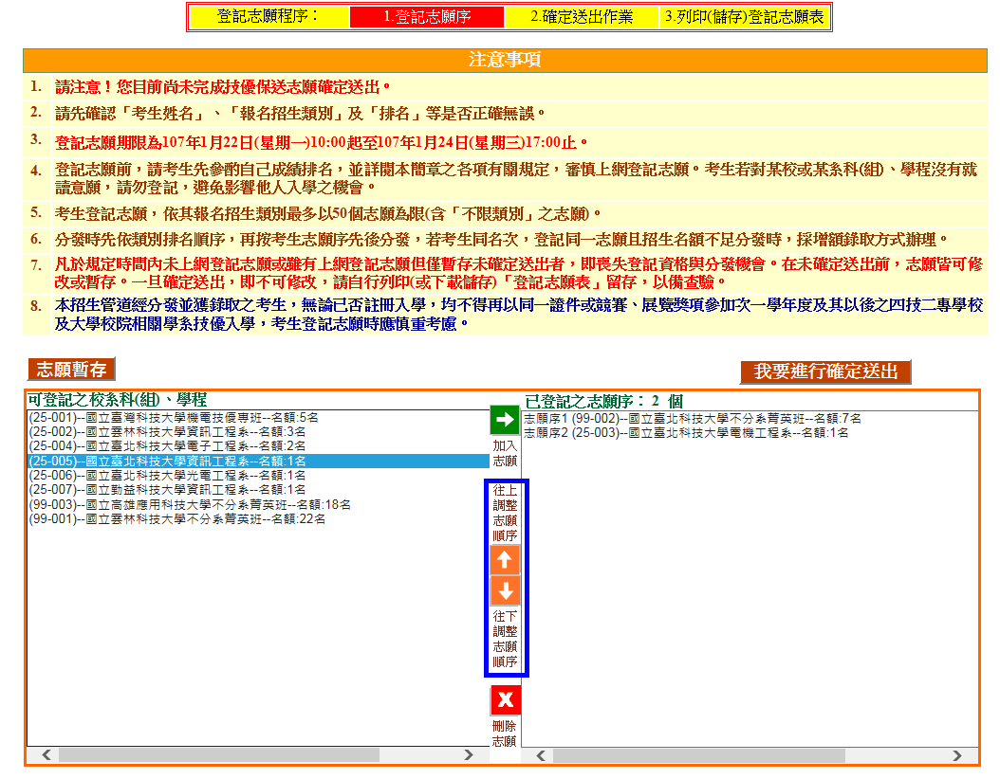 登記志願程序： 1.登記志願序 2.確定送出作業 3.列印(儲存)登記志願表
注意事項
1. 請注意！您目前尚未完成技優保送志願確定送出。
2. 請先確認「考生姓名」、「報名招生類別」及「排名」等是否正確無誤。
3. 登記志願期限為107年1月22日(星期一)10:00起至107年1月24日(星期三)17:00止。
4. 登記志願前，請考生先參酌自己成績排名，並詳閱本簡章之各項有關規定，審慎上網登記志願。考生若對某校或某系科(組)、學程沒有就
讀意願，請勿登記，避免影響他人入學之機會。
5. 考生登記志願，依其報名招生類別最多以50個志願為限(含「不限類別」之志願)。
6. 分發時先依類別排名順序，再按考生志願序先後分發，若考生同名次，登記同一志願且招生名額不足分發時，採增額錄取方式辦理。
7. 凡於規定時間內未上網登記志願或雖有上網登記志願但僅暫存未確定送出者，即喪失登記資格與分發機會。在未確定送出前，志願皆可修
改或暫存。一旦確定送出，即不可修改，請自行列印(或下載儲存)「登記志願表」留存，以備查驗。
8. 本招生管道經分發並獲錄取之考生，無論已否註冊入學，均不得再以同一證件或競賽、展覽獎項參加次一學年度及其以後之四技二專學校
及大學校院相關學系技優入學，考生登記志願時應慎重考慮。
志願暫存
我要進行確定送出
可登記之校系科(組)、學程
(25-001)--國立臺灣科技大學機電技優專班--名額:5名
(25-002)--國立雲林科技大學資訊工程系--名額:3名
(25-004)--國立臺北科技大學電子工程系--名額:2名
(25-005)--國立臺北科技大學資訊工程系--名額:1名
(25-006)--國立臺北科技大學光電工程系--名額:1名
(25-007)--國立勤益科技大學資訊工程系--名額:1名
(99-003)--國立高雄應用科技大學不分系菁英班--名額:18名
(99-001)--國立雲林科技大學不分系菁英班--名額:22名
加入
志願
往上
調整
志願
順序
往下
調整
志願
順序
X
刪除
志願
已登記之志願序： 2 個
志願序1 (99-002)--國立臺北科技大學不分系菁英班--名額:7名
志願序2 (25-003)--國立臺北科技大學電機工程系--名額:1名